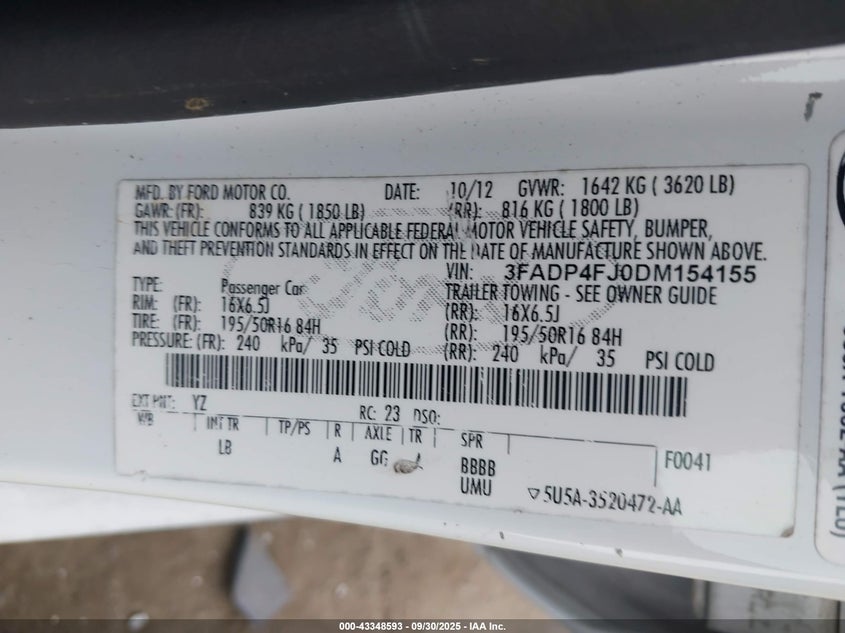 MFD. BY FORD MOTOR CO. DATE: 10/12 GVWR: 1642 KG ( 3620 LB)
GAWR: (FR): 839 KG ( 1850 LB) (RR): 816 KG ( 1800 LB)
THIS VEHICLE CONFORMS TO ALL APPLICABLE FEDERAL MOTOR VEHICLE SAFETY, BUMPER,
AND THEFT PREVENTION STANDARDS IN EFFECT ON THE DATE OF MANUFACTURE SHOWN ABOVE.
VIN: 3FADP4FJ0DM154155
TYPE: Passenger Car TRAILER TOWING - SEE OWNER GUIDE
RIM: (FR): 16X6.5J (RR): 16X6.5J
TIRE: (FR): 195/50R16 84H (RR): 195/50R16 84H
PRESSURE: (FR): 240 kPa/ 35 PSI COLD (RR): 240 kPa/ 35 PSI COLD
EXT PNT: YZ RC: 23 DSO:
WB INT TR TP/PS R AXLE TR SPR F0041
LB A GG BBBB
UMU ▽5U5A-3520472-AA
000-43348593 - 09/30/2025 - IAA Inc.